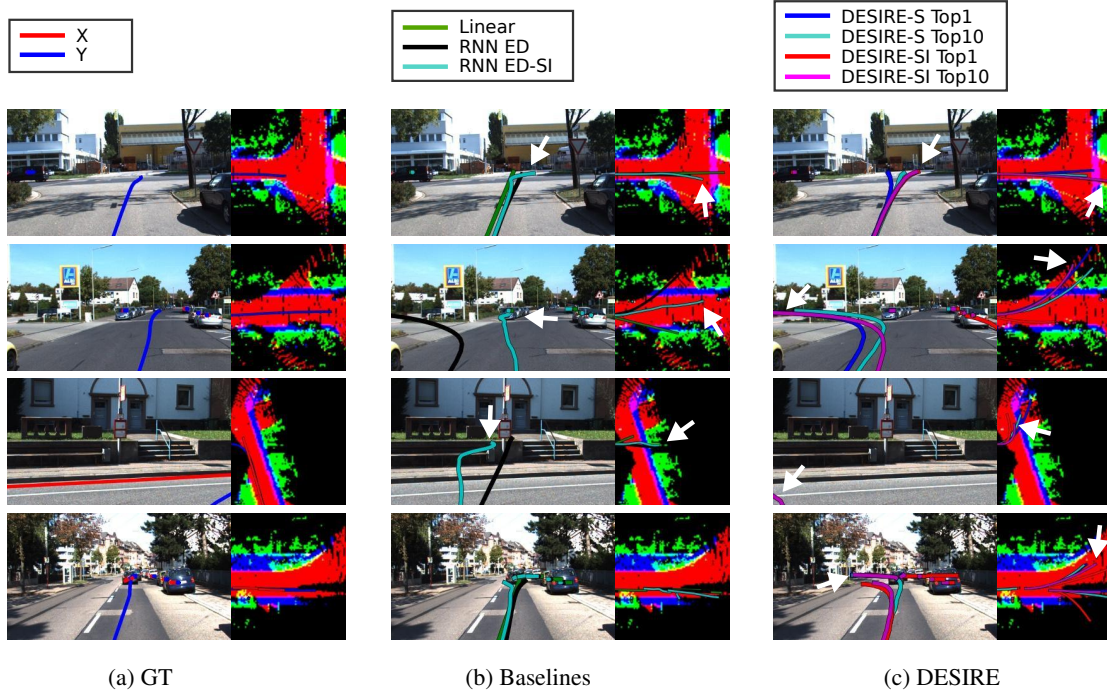 X
Y
Linear
RNN ED
RNN ED-SI
DESIRE-S Top1
DESIRE-S Top10
DESIRE-SI Top1
DESIRE-SI Top10
(a) GT
(b) Baselines
(c) DESIRE